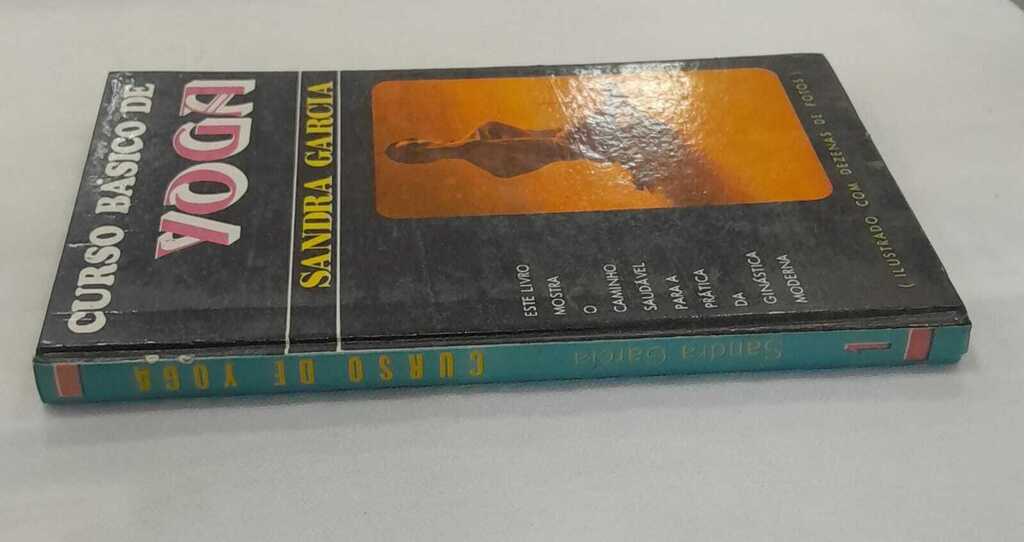 CURSO BÁSICO DE
YOGA
SANDRA GARCIA
ESTE LIVRO
MOSTRA
O
CAMINHO
SAUDÁVEL
PARA A
PRÁTICA
DA
GINÁSTICA
MODERNA
( ILUSTRADO COM DEZENAS DE FOTOS )
CURSO DE YOGA
Sandra Garcia
1